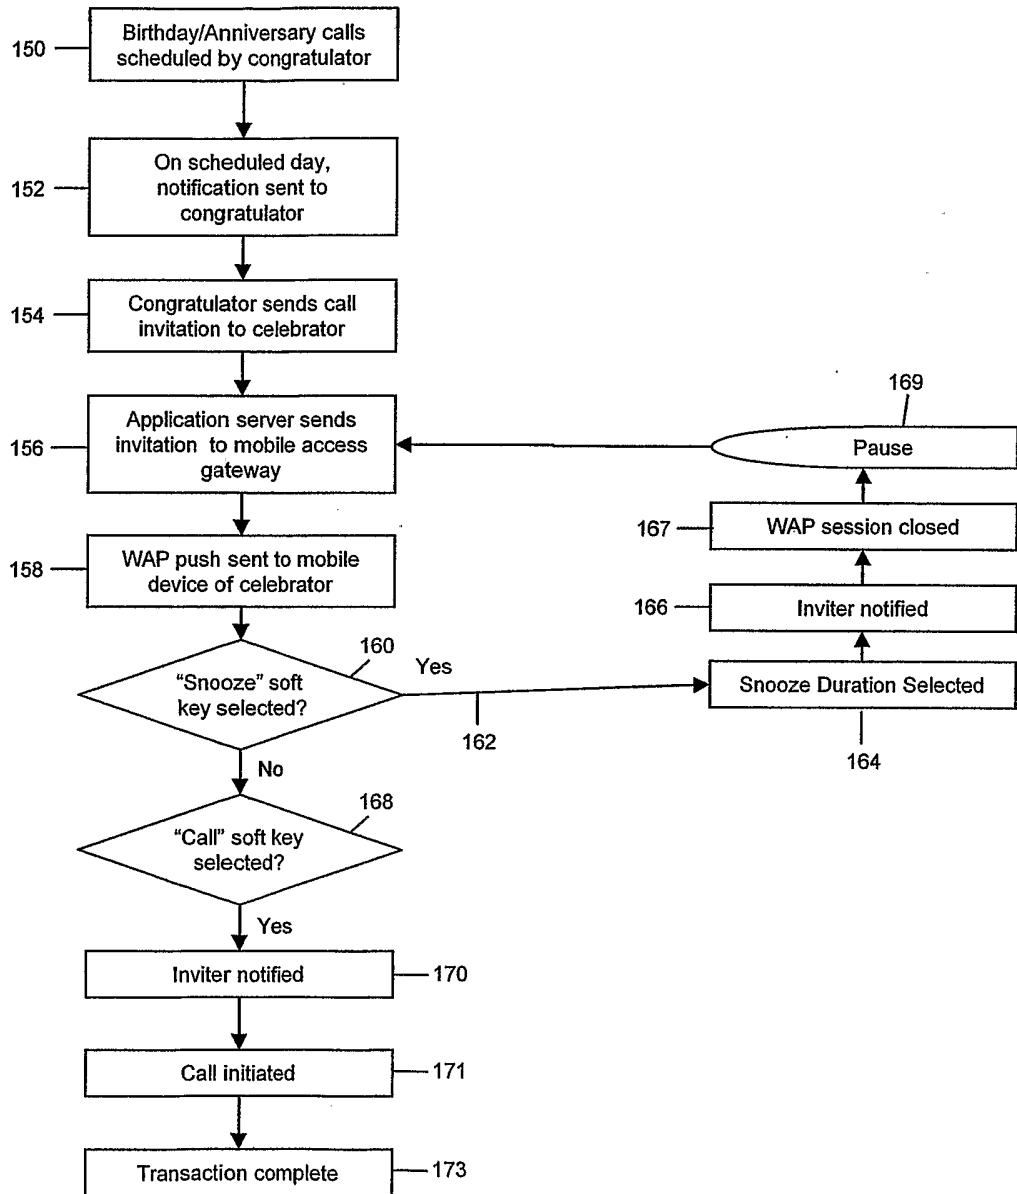 Birthday/Anniversary calls
scheduled by congratulator
150
On scheduled day,
notification sent to
congratulator
152
Congratulator sends call
invitation to celebrator
154
Application server sends
invitation to mobile access
gateway
156
169
Pause
167
WAP session closed
WAP push sent to mobile
device of celebrator
158
166
Inviter notified
160
Yes
"Snooze" soft
key selected?
Snooze Duration Selected
162
164
No
168
"Call" soft key
selected?
Yes
Inviter notified
170
Call initiated
171
Transaction complete
173